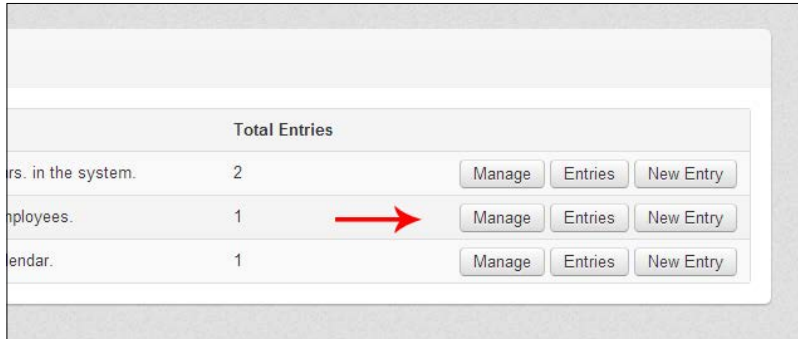 Total Entries
rs. in the system. 2 Manage Entries New Entry
mployees. 1 Manage Entries New Entry
lendar. 1 Manage Entries New Entry